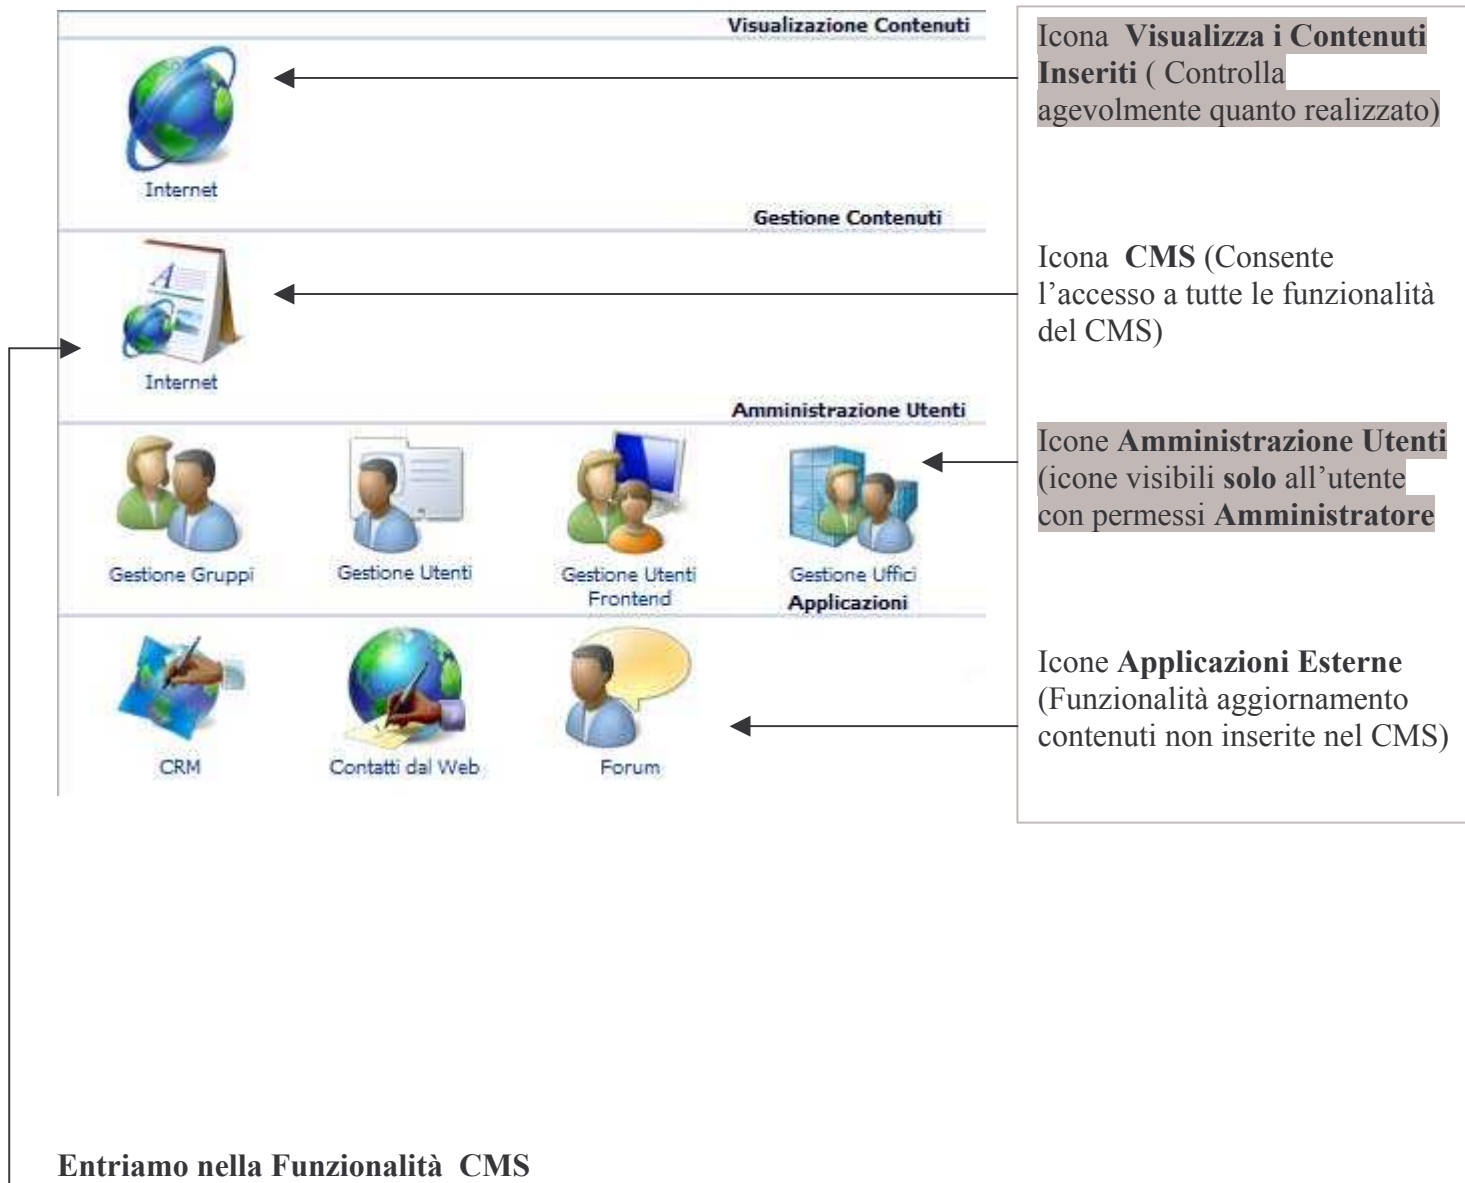 Visualizzazione Contenuti
Internet
Gestione Contenuti
Internet
Amministrazione Utenti
Gestione Gruppi
Gestione Utenti
Gestione Utenti
Frontend
Gestione Uffici
Applicazioni
CRM
Contatti dal Web
Forum
Icona Visualizza i Contenuti
Inseriti ( Controlla
agevolmente quanto realizzato)
Icona CMS (Consente
l’accesso a tutte le funzionalità
del CMS)
Icone Amministrazione Utenti
(icone visibili solo all’utente
con permessi Amministratore
Icone Applicazioni Esterne
(Funzionalità aggiornamento
contenuti non inserite nel CMS)
Entriamo nella Funzionalità CMS